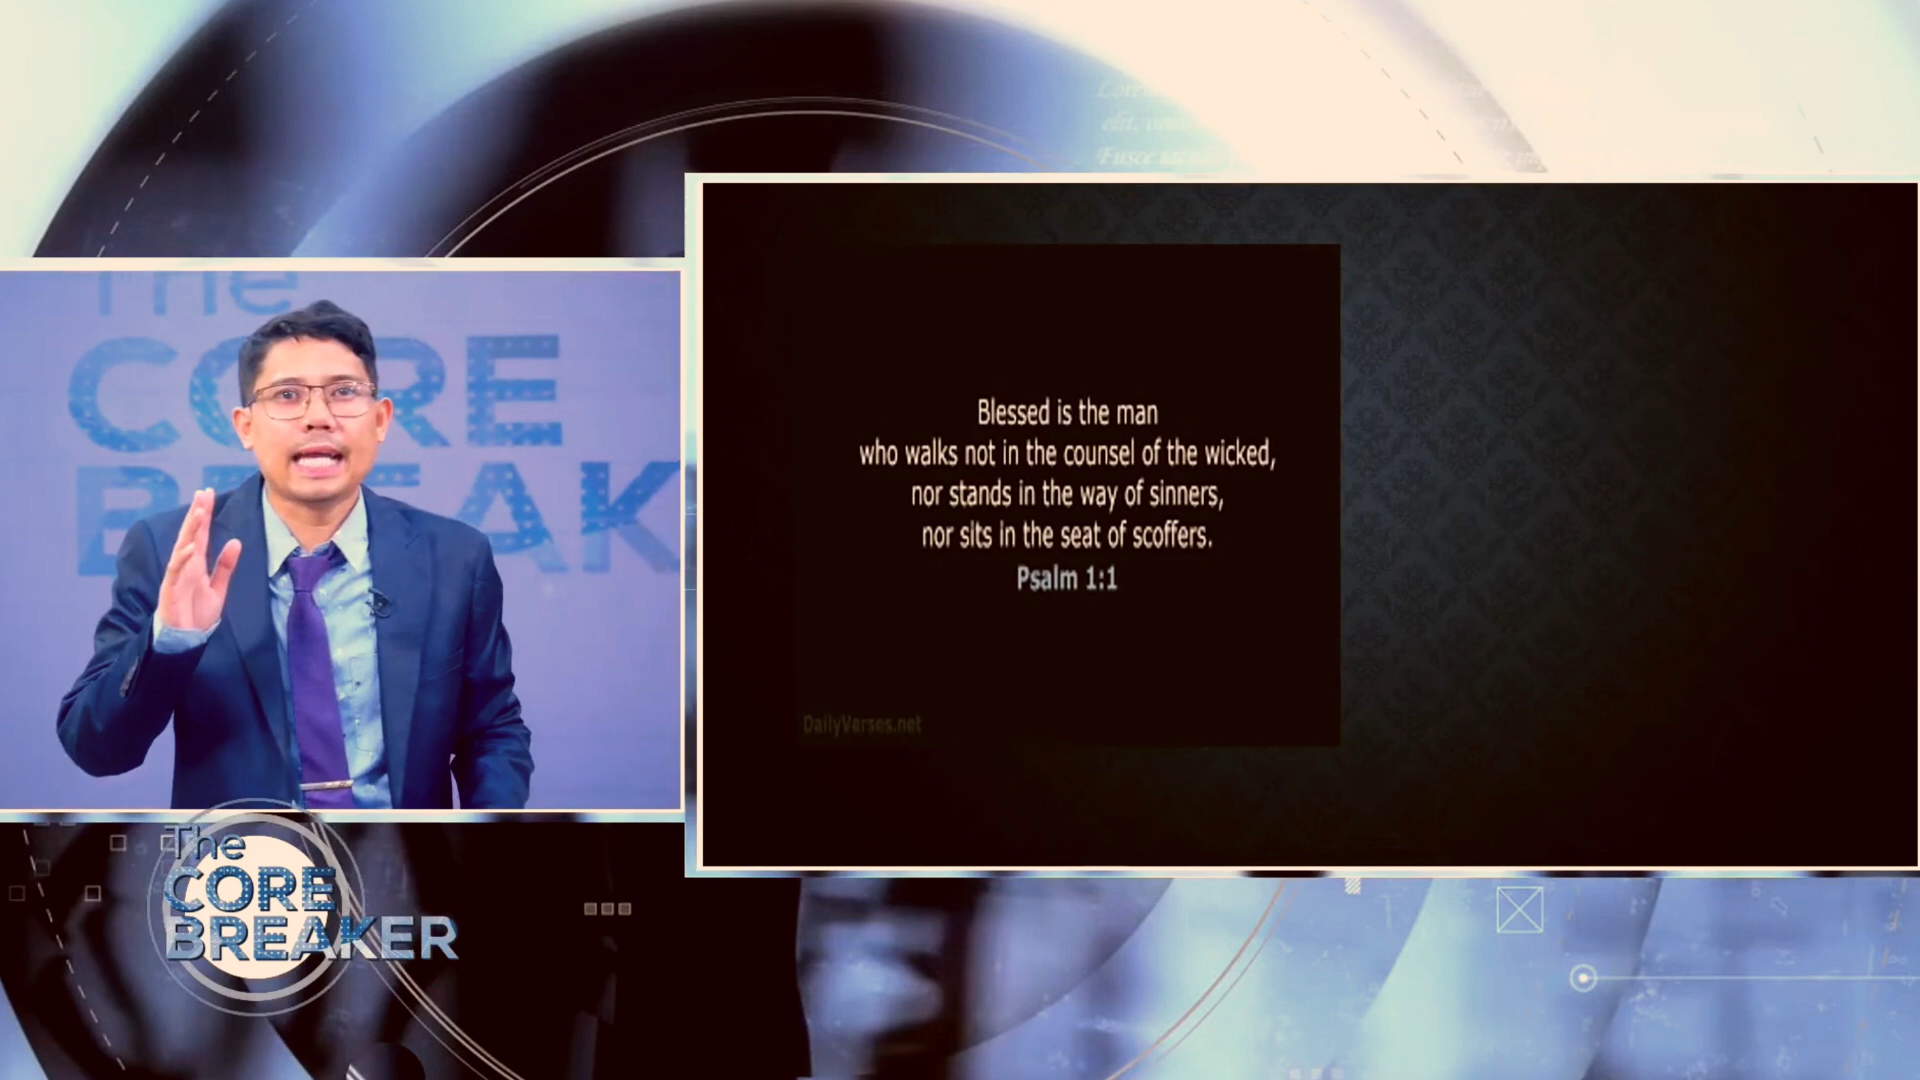 The
CORE
BREAK
Blessed is the man
who walks not in the counsel of the wicked,
nor stands in the way of sinners,
nor sits in the seat of scoffers.
Psalm 1:1
DailyVerses.net
The
CORE
BREAKER